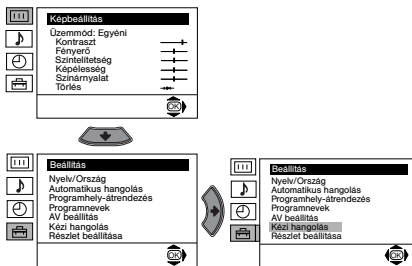 Képbeállítás
Üzemmód: Egyéni
Kontraszt
Fényerő
Színtelítetség
Képélesség
Színárnyalat
Törlés
OK
Beállítás
Nyelv/Ország
Automatikus hangolás
Programhely-átrendezés
Programnevek
AV beállítás
Kézi hangolás
Részlet beállítása
OK
Beállítás
Nyelv/Ország
Automatikus hangolás
Programhely-átrendezés
Programnevek
AV beállítás
Kézi hangolás
Részlet beállítása
OK